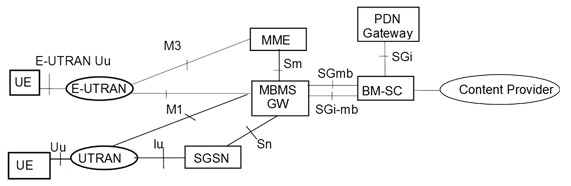 PDN
Gateway
M3
MME
SGi
E-UTRAN Uu
Sm
SGmb
UE
E-UTRAN
MBMS
GW
BM-SC
Content Provider
M1
SGi-mb
Uu
Iu
Sn
UE
UTRAN
SGSN